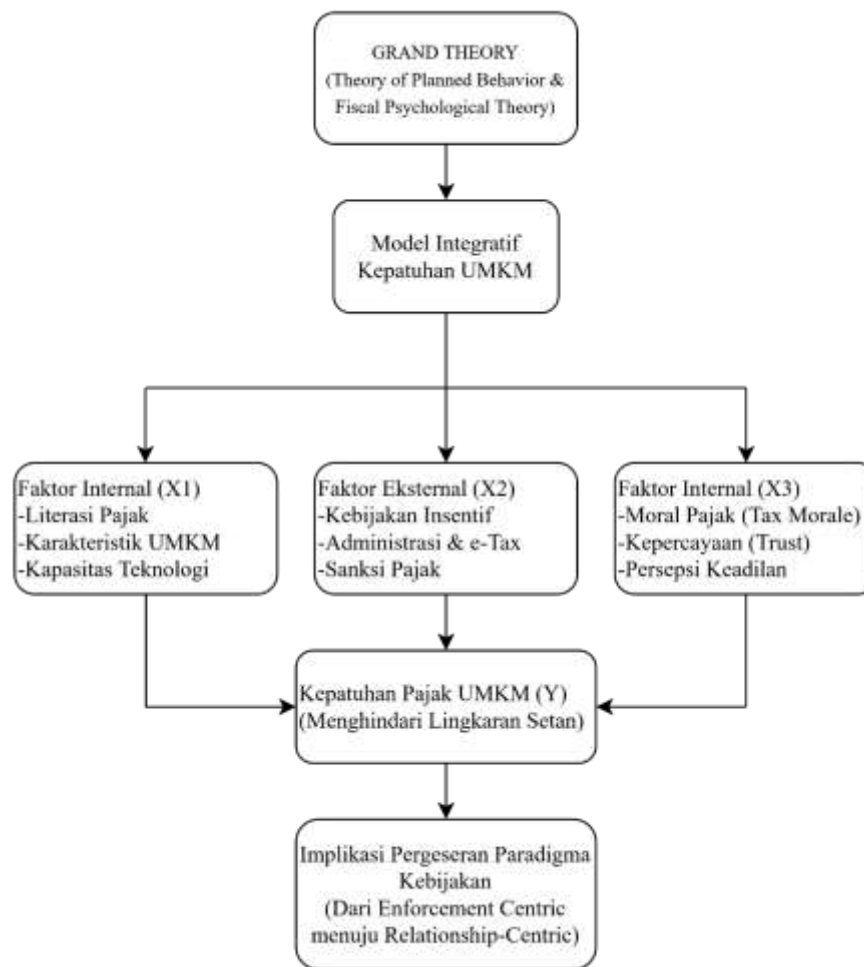 GRAND THEORY
(Theory of Planned Behavior &
Fiscal Psychological Theory)
Model Integratif
Kepatuhan UMKM
Faktor Internal (X1)
-Literasi Pajak
-Karakteristik UMKM
-Kapasitas Teknologi
Faktor Eksternal (X2)
-Kebijakan Insentif
-Administrasi & e-Tax
-Sanksi Pajak
Faktor Internal (X3)
-Moral Pajak (Tax Morale)
-Kepercayaan (Trust)
-Persepsi Keadilan
Kepatuhan Pajak UMKM (Y)
(Menghindari Lingkaran Setan)
Implikasi Pergeseran Paradigma
Kebijakan
(Dari Enforcement Centric
menuju Relationship-Centric)